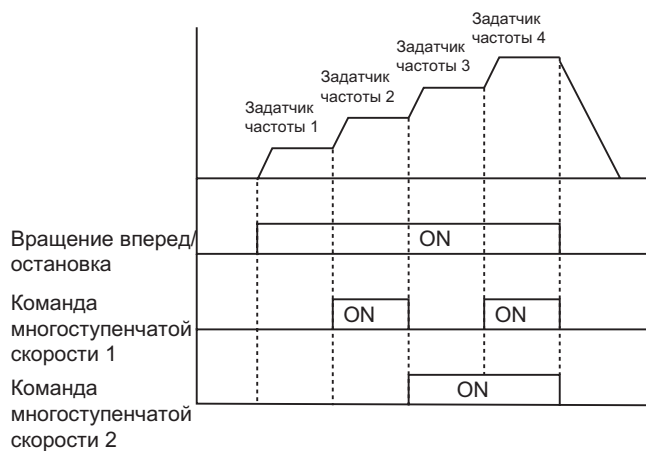 Задатчик
частоты 1
Задатчик
частоты 2
Задатчик
частоты 3
Задатчик
частоты 4
Вращение вперед/
остановка
ON
Команда
многоступенчатой
скорости 1
ON
ON
Команда
многоступенчатой
скорости 2
ON